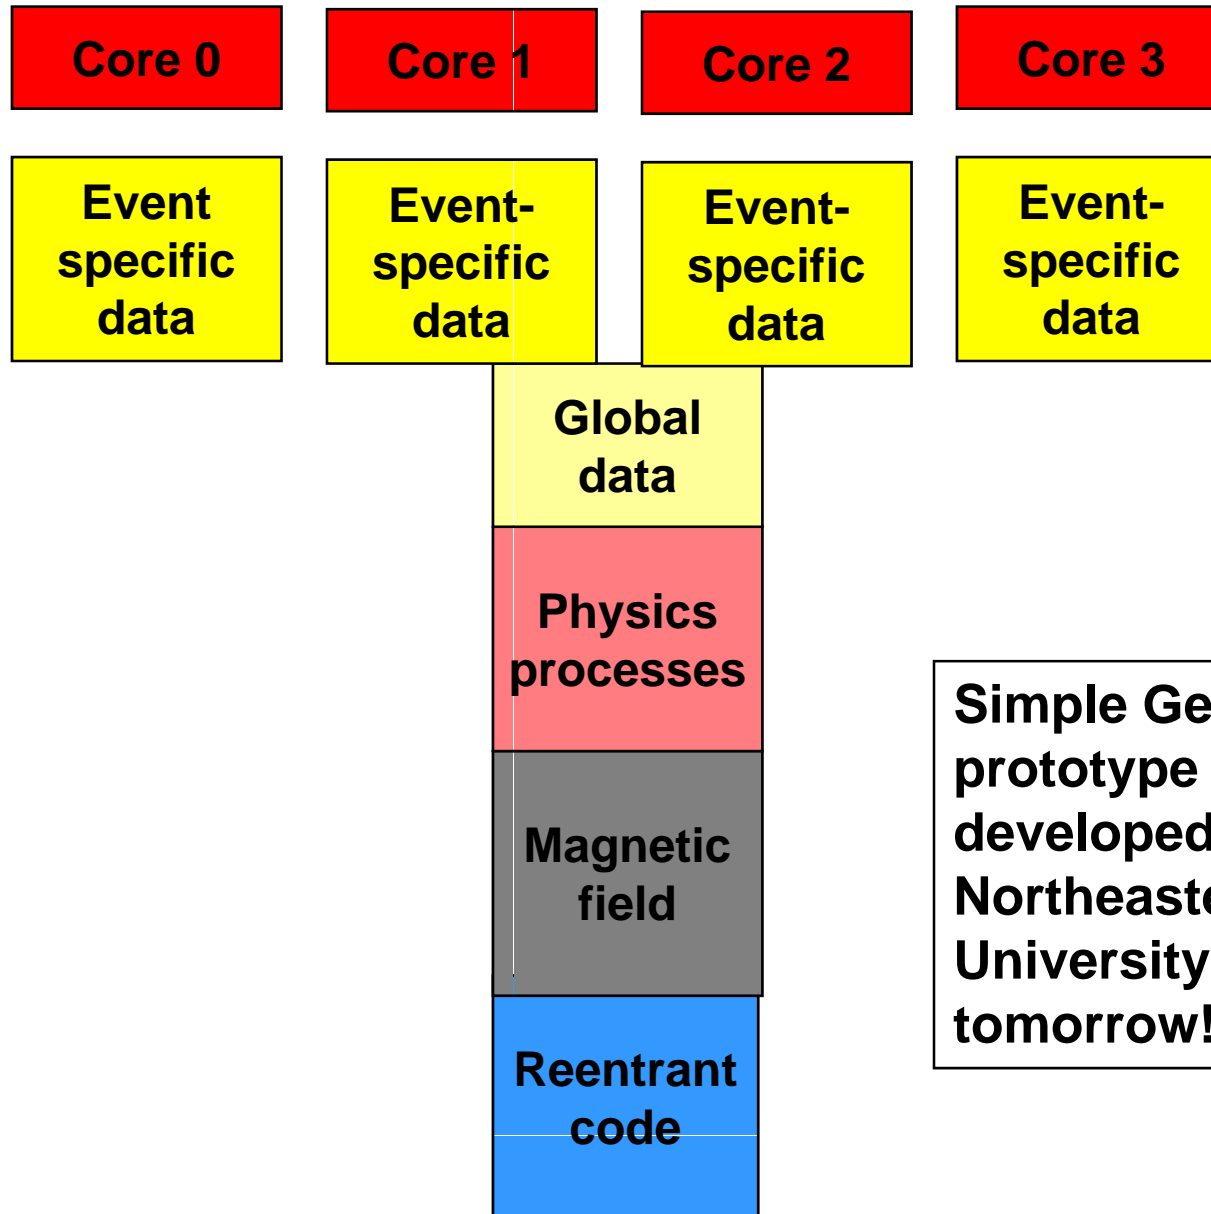 Core 0
Core 1
Core 2
Core 3
Event
specific
data
Event-
specific
data
Event-
specific
data
Event-
specific
data
Global
data
Physics
processes
Magnetic
field
Reentrant
code
Simple
prototype
developed
University
tomorrow!